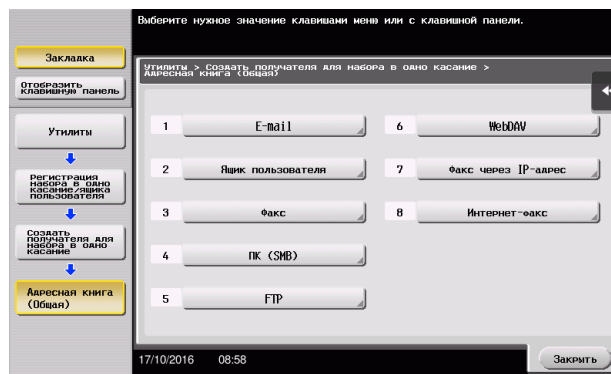 Выберите нужное значение клавишами меню или с клавишной панели.
Закладка
Отобразить
клавишную панель
Утилиты > Создать получателя для набора в одно касание >
Адресная книга (Общая)
Утилиты
Регистрация
набора в одно
касание/ящика
пользователя
Создать
получателя для
набора в одно
касание
Адресная книга
(Общая)
1 E-mail
6 WebDAV
2 Ящик пользователя
7 Факс через IP-адрес
3 Факс
8 Интернет-факс
4 ПК (SMB)
5 FTP
17/10/2016 08:58
Закрыть